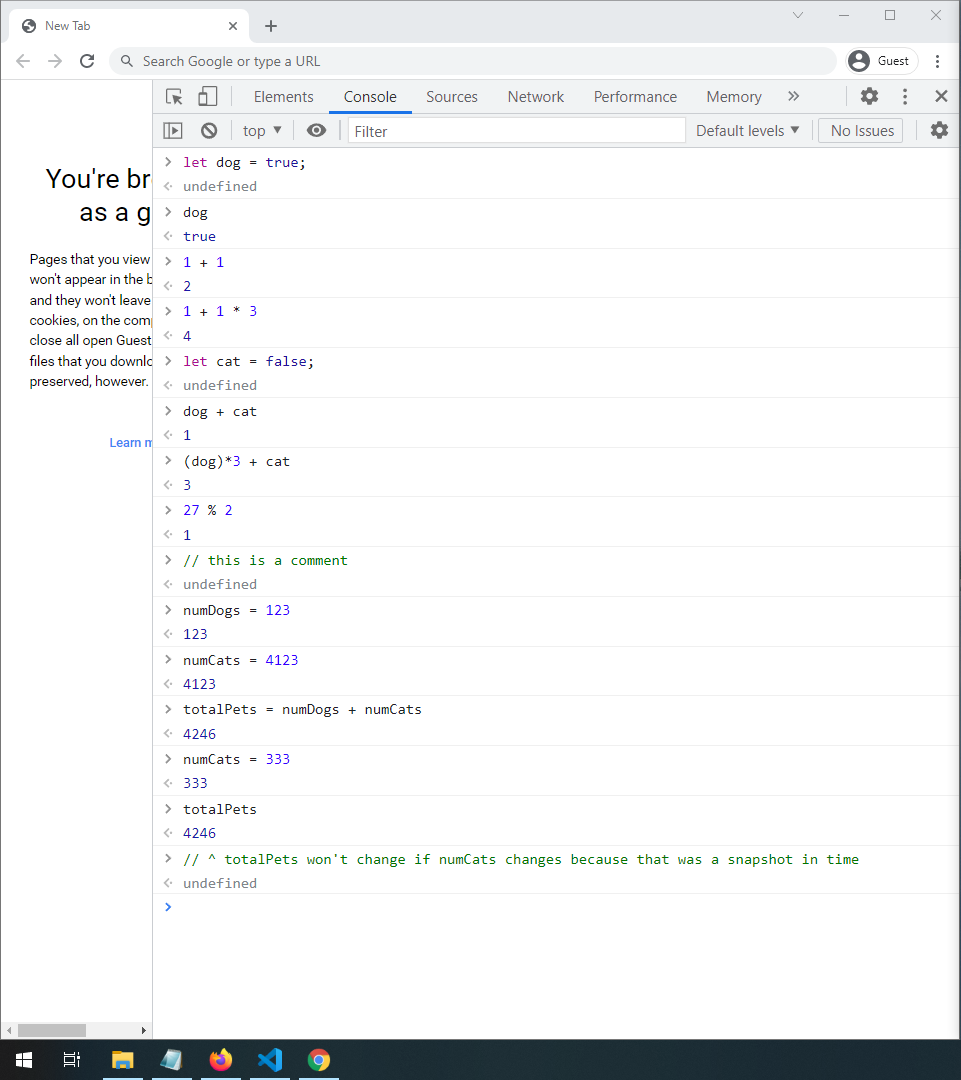 New Tab
Search Google or type a URL
Guest
Elements Console Sources Network Performance Memory
top Filter Default levels No Issues
You're br
as a g
Pages that you view
won't appear in the b
and they won't leave
cookies, on the comp
close all open Guest
files that you downlo
preserved, however.
Learn m
let dog = true;
undefined
dog
true
1 + 1
2
1 + 1 * 3
4
let cat = false;
undefined
dog + cat
1
(dog)*3 + cat
3
27 % 2
1
// this is a comment
undefined
numDogs = 123
123
numCats = 4123
4123
totalPets = numDogs + numCats
4246
numCats = 333
333
totalPets
4246
// ^ totalPets won't change if numCats changes because that was a snapshot in time
undefined